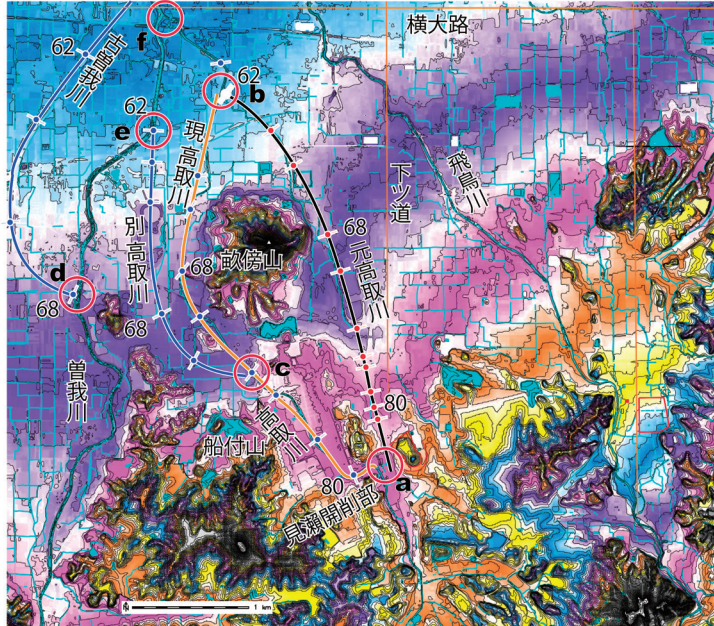 横大路
f
62
古曽我川
62
b
62
e
現高取川
下ツ道
飛鳥川
別高取川
68
元高取川
畝傍山
68
d
68
68
c
曽我川
高取川
80
船付山
a
80
見瀬開削部
N
1 km